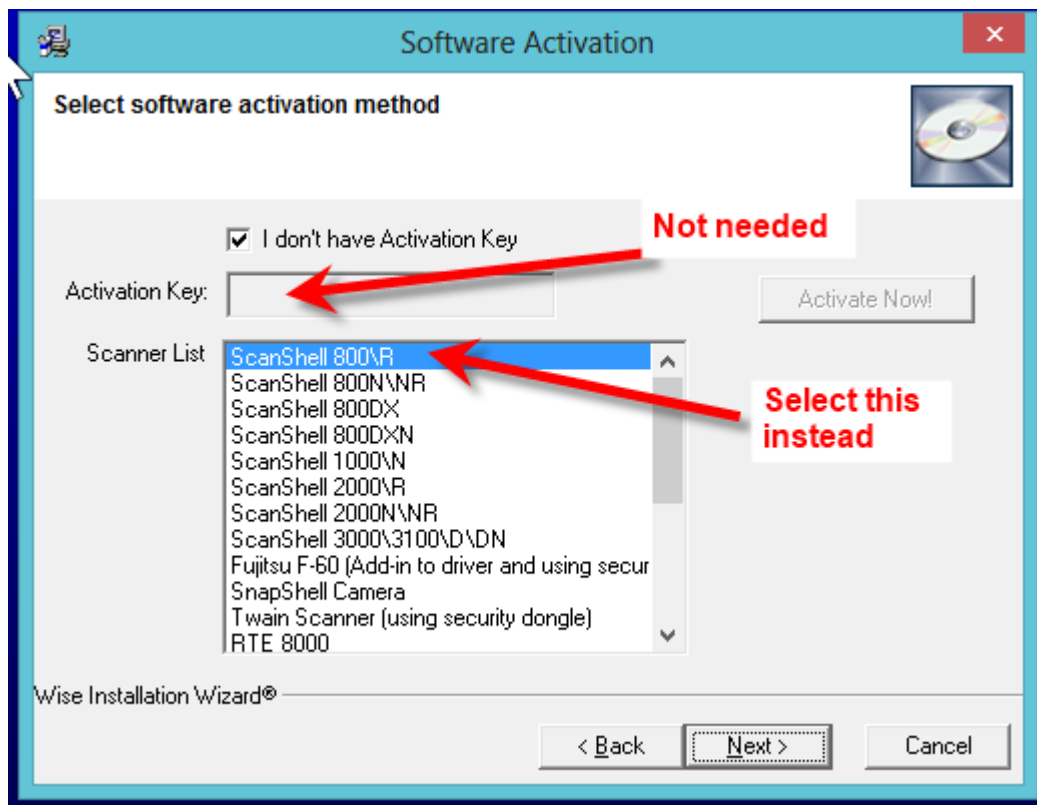 Software Activation
Select software activation method
Not needed
I don't have Activation Key
Activation Key:
Activate Now!
Scanner List
ScanShell 800\R
ScanShell 800N\NR
ScanShell 800DX
ScanShell 800DXN
ScanShell 1000\N
ScanShell 2000\R
ScanShell 2000N\NR
ScanShell 3000\3100\D\DN
Fujitsu F-60 (Add-in to driver and using secur
SnapShell Camera
Twain Scanner (using security dongle)
RTE 8000
Select this
instead
Wise Installation Wizard®
< Back
Next >
Cancel